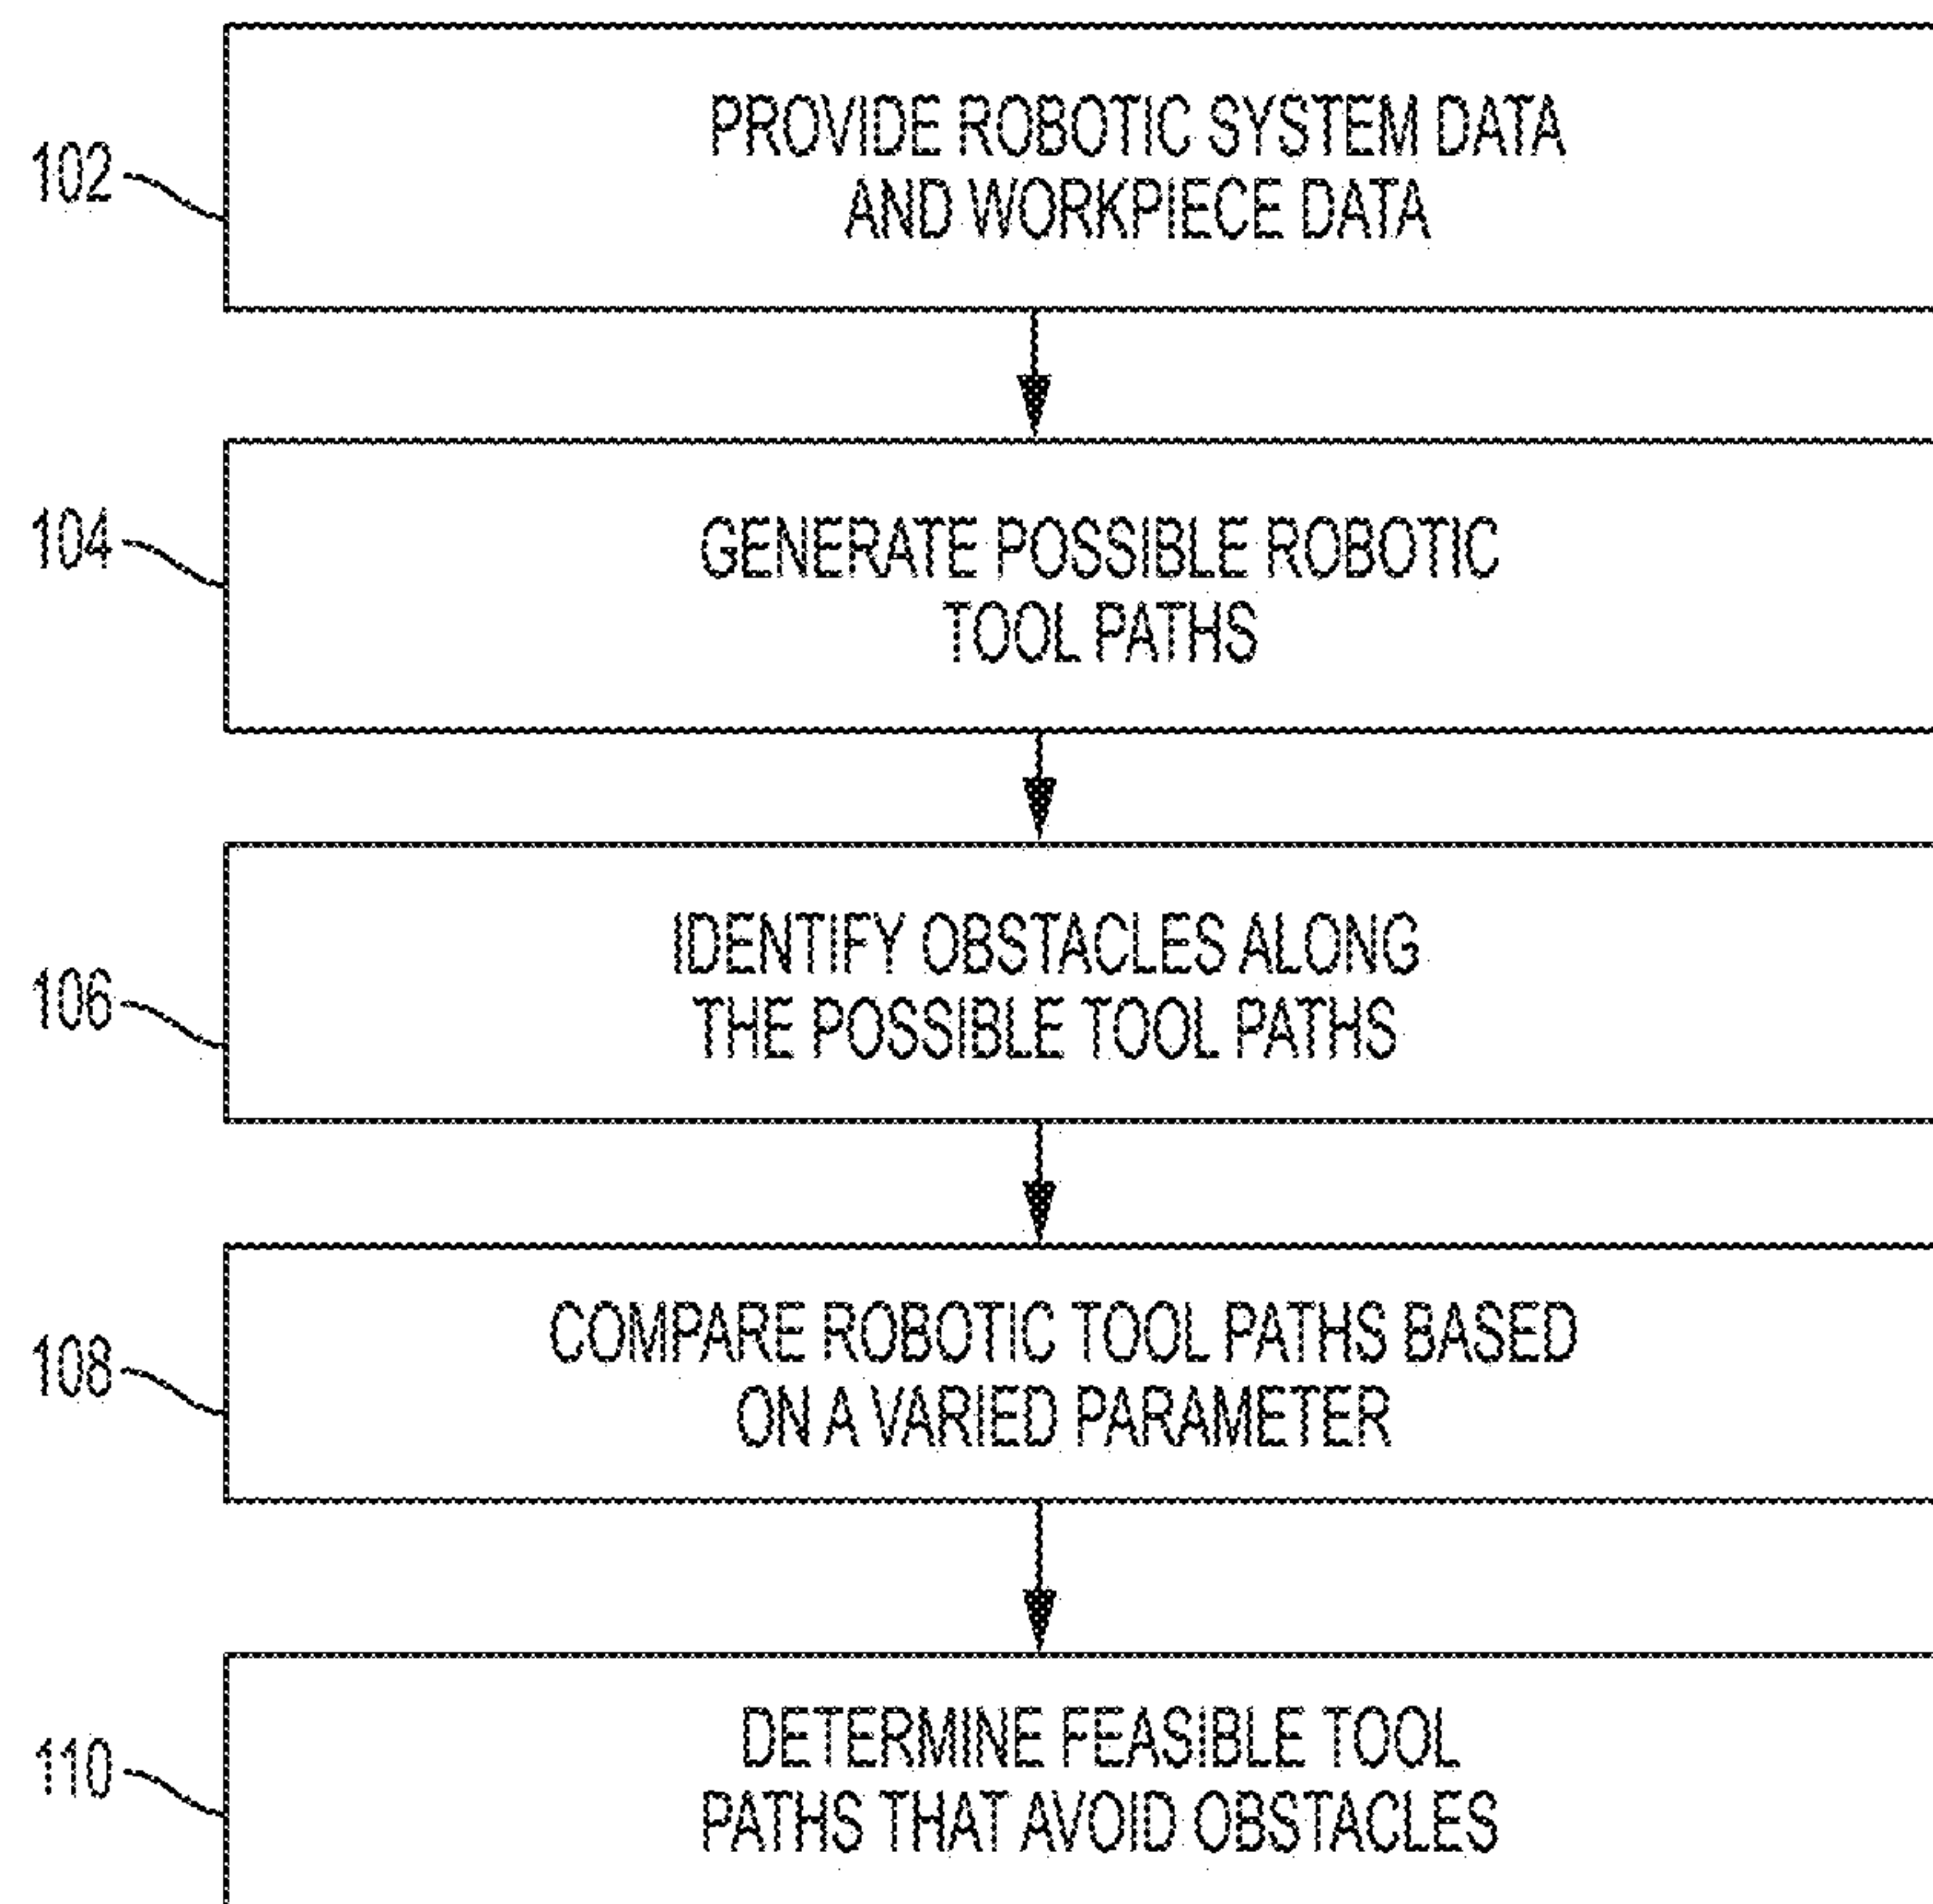 102
PROVIDE ROBOTIC SYSTEM DATA
AND WORKPIECE DATA
104
GENERATE POSSIBLE ROBOTIC
TOOL PATHS
106
IDENTIFY OBSTACLES ALONG
THE POSSIBLE TOOL PATHS
108
COMPARE ROBOTIC TOOL PATHS BASED
ON A VARIED PARAMETER
110
DETERMINE FEASIBLE TOOL
PATHS THAT AVOID OBSTACLES